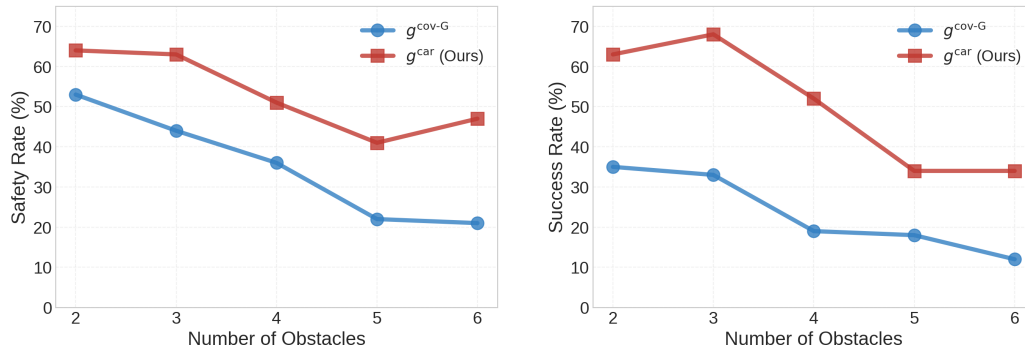 70
60
50
40
30
20
10
0
Safety Rate (%)
2 3 4 5 6
Number of Obstacles
g^cov-G
g^car (Ours)
70
60
50
40
30
20
10
0
Success Rate (%)
2 3 4 5 6
Number of Obstacles
g^cov-G
g^car (Ours)